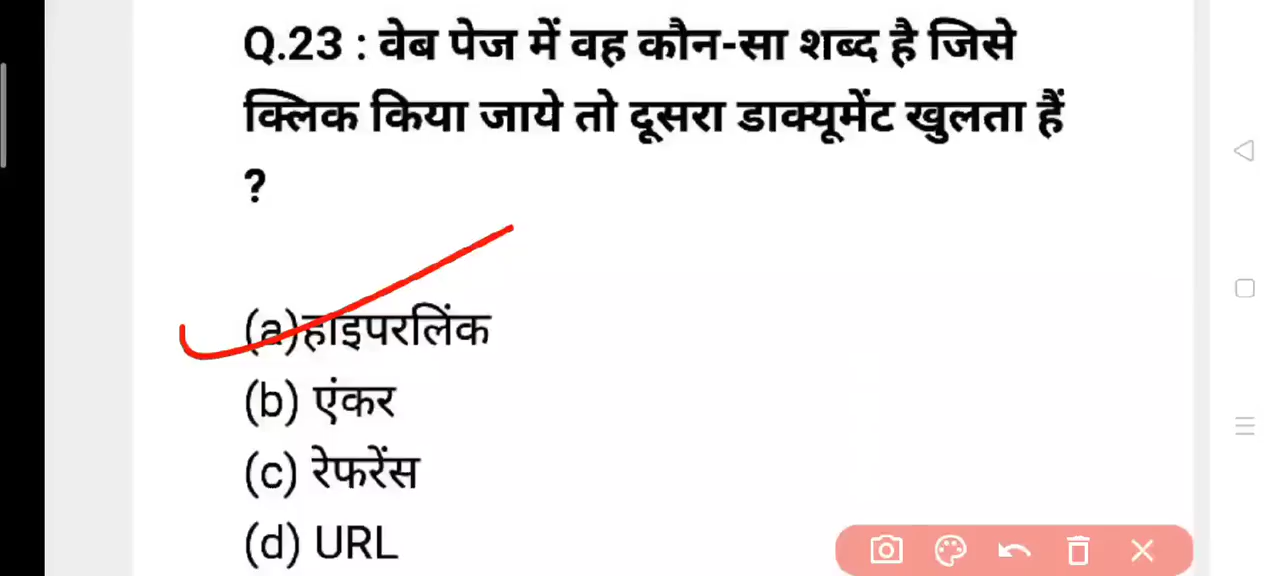 Q.23 : वेब पेज में वह कौन-सा शब्द है जिसे
क्लिक किया जाये तो दूसरा डाक्यूमेंट खुलता हैं
?
(a)हाइपरलिंक
(b) एंकर
(c) रेफरेंस
(d) URL